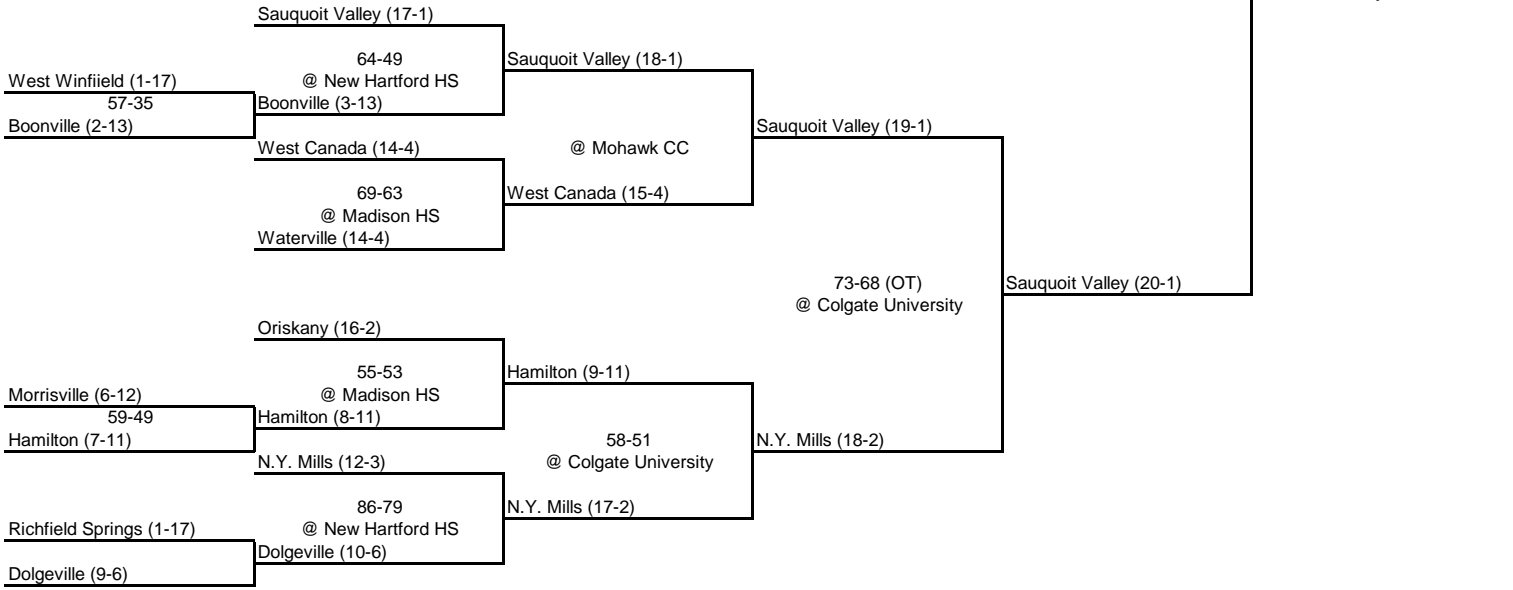 Sauquoit Valley (17-1)
64-49
@ New Hartford HS
Sauquoit Valley (18-1)
West Winfiield (1-17)
57-35
Boonville (3-13)
Boonville (2-13)
Sauquoit Valley (19-1)
West Canada (14-4)
@ Mohawk CC
69-63
@ Madison HS
West Canada (15-4)
Waterville (14-4)
73-68 (OT)
@ Colgate University
Sauquoit Valley (20-1)
Oriskany (16-2)
55-53
@ Madison HS
Hamilton (9-11)
Morrisville (6-12)
59-49
Hamilton (8-11)
Hamilton (7-11)
58-51
@ Colgate University
N.Y. Mills (18-2)
N.Y. Mills (12-3)
86-79
@ New Hartford HS
N.Y. Mills (17-2)
Richfield Springs (1-17)
Dolgeville (10-6)
Dolgeville (9-6)